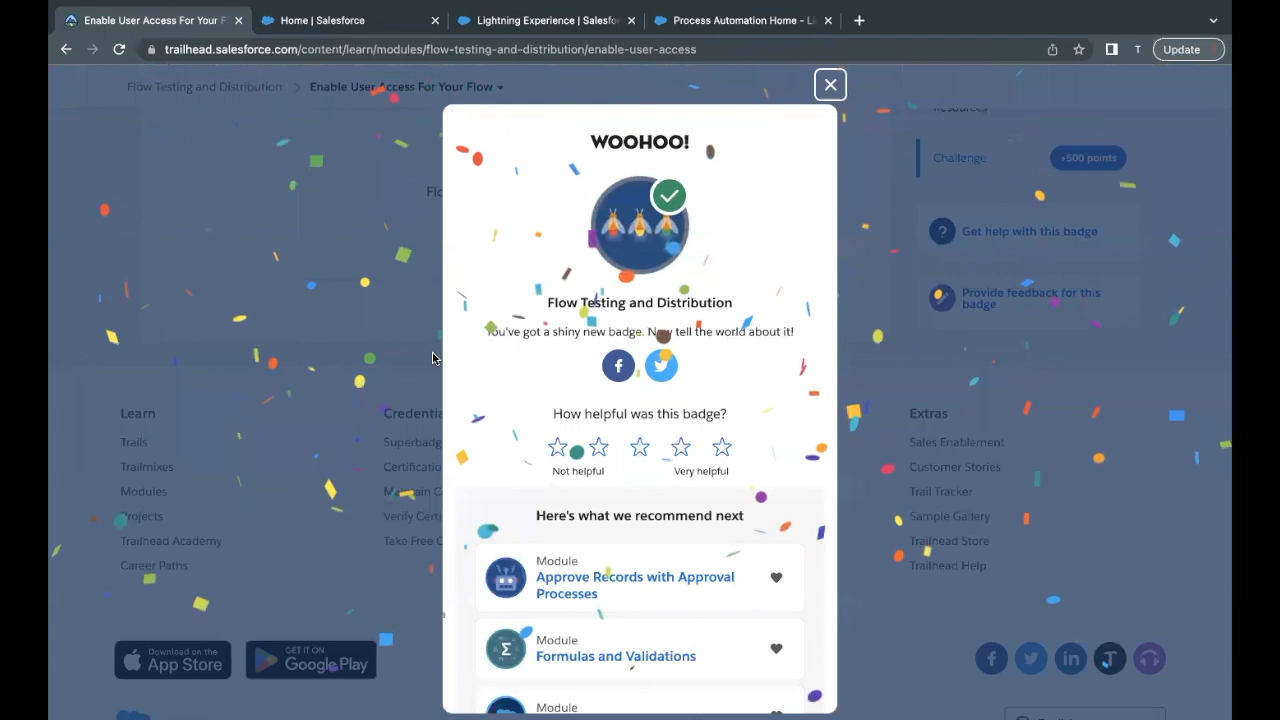 Enable User Access For Your F
Home | Salesforce
Lightning Experience | Salesfo
Process Automation Home - Li
trailhead.salesforce.com/content/learn/modules/flow-testing-and-distribution/enable-user-access
T
Update
Flow Testing and Distribution > Enable User Access For Your Flow
Resources
WOOHOO!
Challenge
+500 points
Flo
Get help with this badge
Provide feedback for this
badge
Flow Testing and Distribution
You've got a shiny new badge. Now tell the world about it!
How helpful was this badge?
Not helpful
Very helpful
Learn
Trails
Trailmixes
Modules
Projects
Trailhead Academy
Career Paths
Credentia
Superbadg
Certificatio
Maintain C
Verify Certi
Take Free C
Extras
Sales Enablement
Customer Stories
Trail Tracker
Sample Gallery
Trailhead Store
Trailhead Help
Here's what we recommend next
Module
Approve Records with Approval
Processes
Module
Formulas and Validations
Module
Download on the
App Store
GET IT ON
Google Play